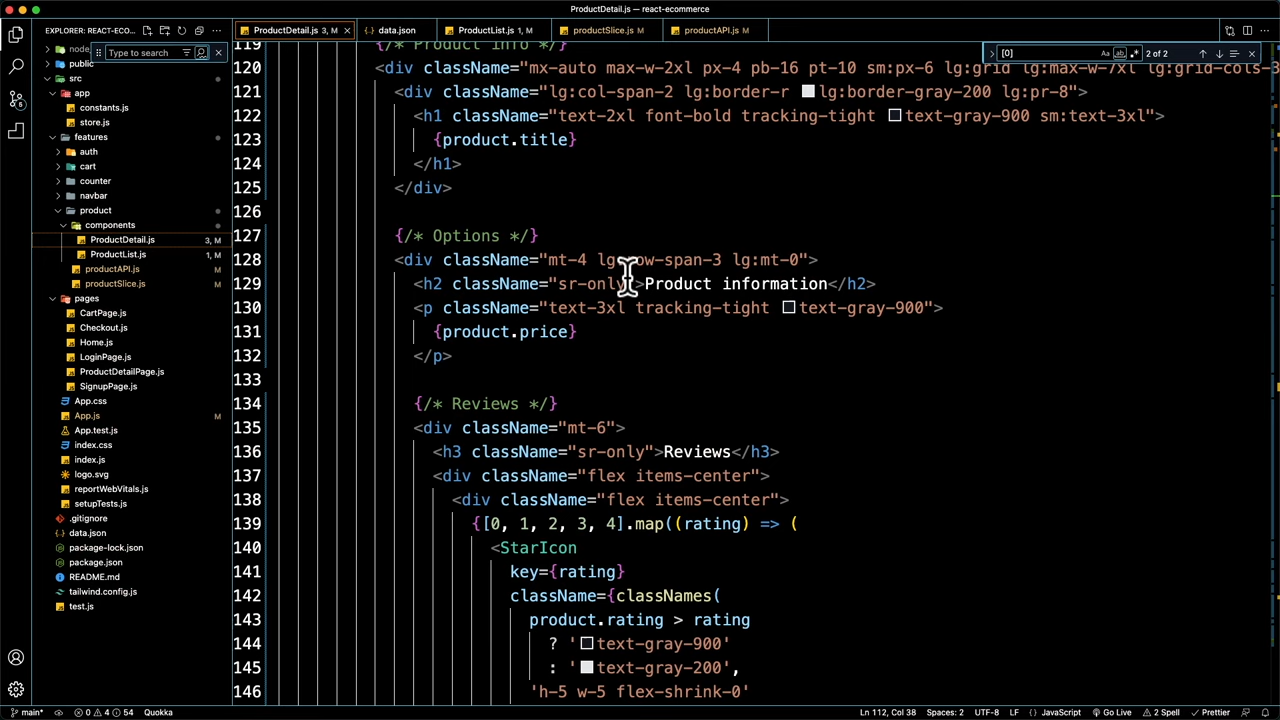 ProductDetail.js — react-ecommerce
EXPLORER: REACT-ECO...
ProductDetail.js 3, M
data.json
ProductList.js 1, M
productSlice.js M
productAPI.js M
Type to search
[0]
2 of 2
public
src
app
constants.js
store.js
features
auth
cart
counter
navbar
product
components
ProductDetail.js 3, M
ProductList.js 1, M
productAPI.js
productSlice.js
pages
CartPage.js
Checkout.js
Home.js
LoginPage.js
ProductDetailPage.js
SignupPage.js
App.css
App.js M
App.test.js
index.css
index.js
logo.svg
reportWebVitals.js
setupTests.js
.gitignore
data.json
package-lock.json
package.json
README.md
tailwind.config.js
test.js
119 {/* Product info */}
120 <div className="mx-auto max-w-2xl px-4 pb-16 pt-10 sm:px-6 lg:grid lg:max-w-7xl lg:grid-cols-3
121 <div className="lg:col-span-2 lg:border-r lg:border-gray-200 lg:pr-8">
122 <h1 className="text-2xl font-bold tracking-tight text-gray-900 sm:text-3xl">
123 {product.title}
124 </h1>
125 </div>
126
127 {/* Options */}
128 <div className="mt-4 lg:row-span-3 lg:mt-0">
129 <h2 className="sr-only">Product information</h2>
130 <p className="text-3xl tracking-tight text-gray-900">
131 {product.price}
132 </p>
133
134 {/* Reviews */}
135 <div className="mt-6">
136 <h3 className="sr-only">Reviews</h3>
137 <div className="flex items-center">
138 <div className="flex items-center">
139 {[0, 1, 2, 3, 4].map((rating) => (
140 <StarIcon
141 key={rating}
142 className={classNames(
143 product.rating > rating
144 ? 'text-gray-900'
145 : 'text-gray-200',
146 'h-5 w-5 flex-shrink-0'
main* 0 4 54 Quokka
Ln 112, Col 38 Spaces: 2 UTF-8 LF JavaScript Go Live 2 Spell Prettier